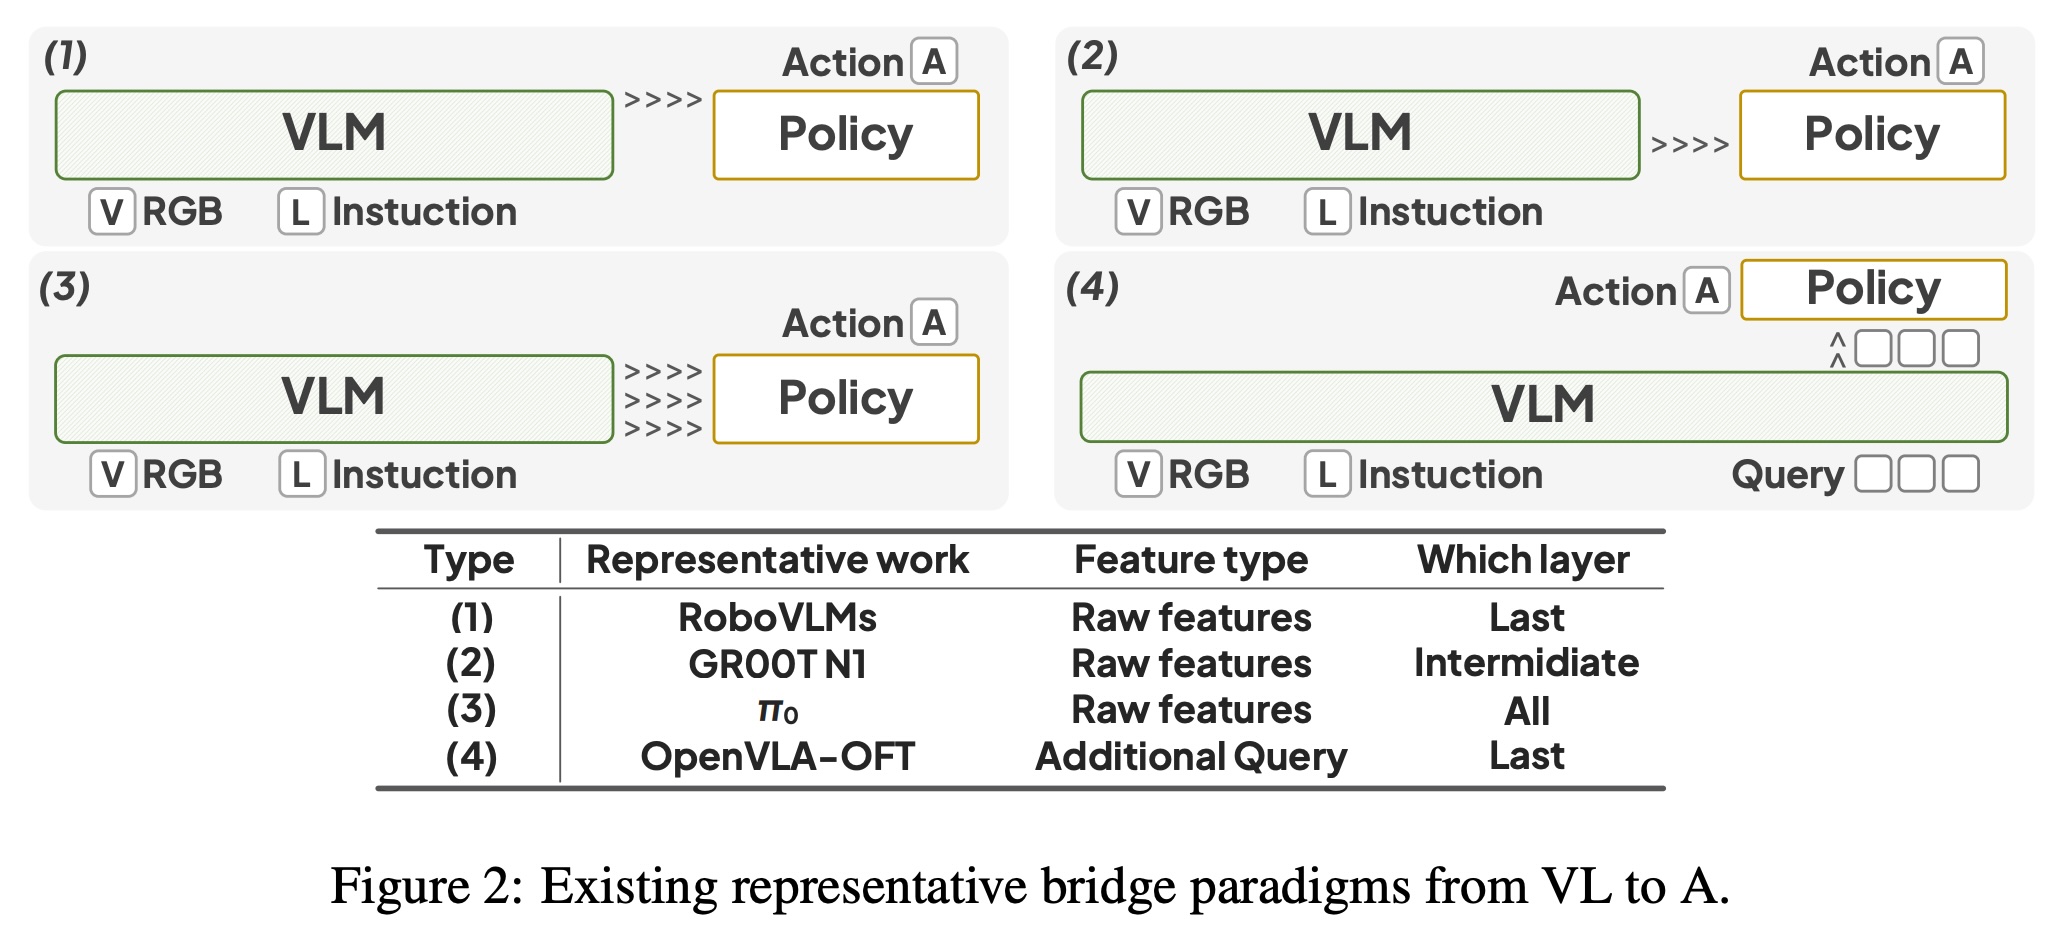 (1)
Action A
VLM >>>> Policy
V RGB L Instuction
(2)
Action A
VLM >>>> Policy
V RGB L Instuction
(3)
Action A
>>>>
VLM >>>> Policy
>>>>
V RGB L Instuction
(4)
Action A Policy
^
^
VLM
V RGB L Instuction Query
Type Representative work Feature type Which layer
(1) RoboVLMs Raw features Last
(2) GR00T N1 Raw features Intermidiate
(3) π₀ Raw features All
(4) OpenVLA-OFT Additional Query Last
Figure 2: Existing representative bridge paradigms from VL to A.